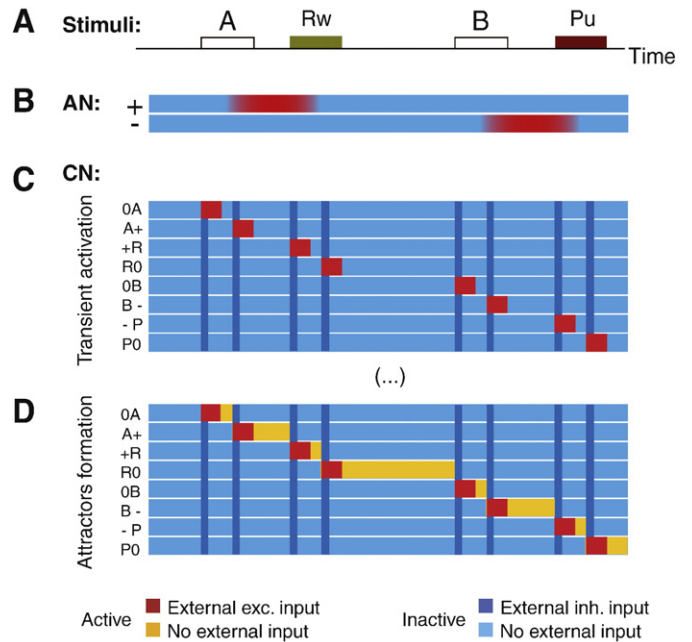 A Stimuli: A Rw B Pu
Time
B AN: +
-
C CN:
Transient activation
0A
A+
+R
R0
0B
B -
- P
P0
(...)
D
Attractors formation
0A
A+
+R
R0
0B
B -
- P
P0
Active External exc. input Inactive External inh. input
No external input No external input